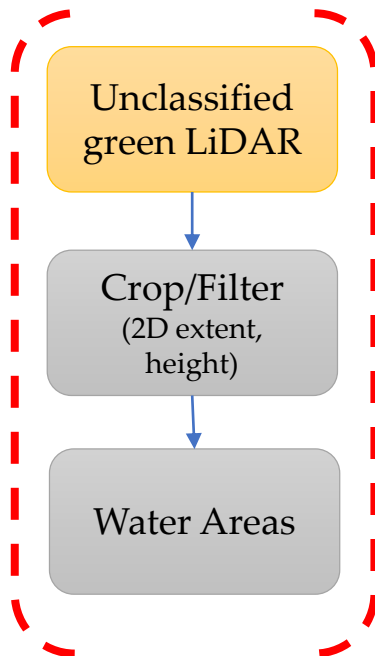 Unclassified
green LiDAR
Crop/Filter
(2D extent,
height)
Water Areas